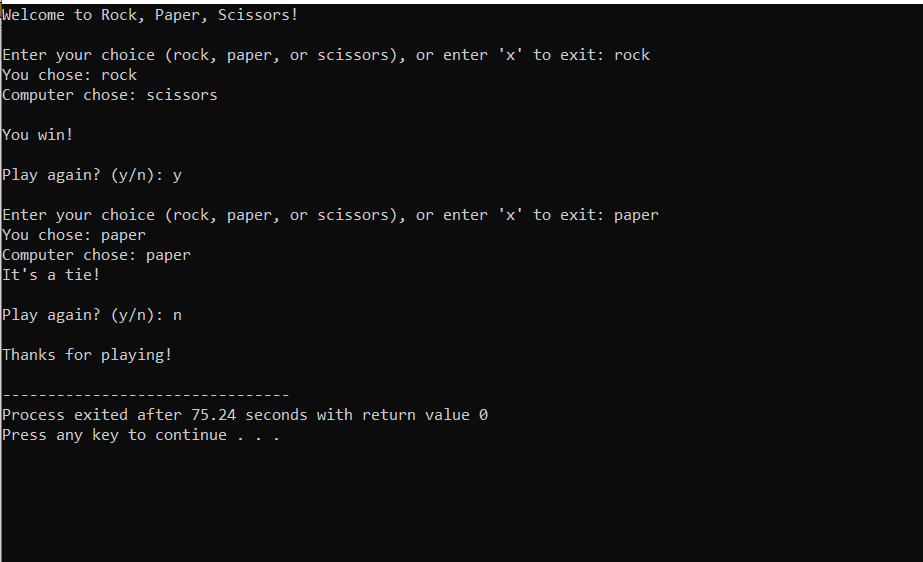 Welcome to Rock, Paper, Scissors!
Enter your choice (rock, paper, or scissors), or enter 'x' to exit: rock
You chose: rock
Computer chose: scissors
You win!
Play again? (y/n): y
Enter your choice (rock, paper, or scissors), or enter 'x' to exit: paper
You chose: paper
Computer chose: paper
It's a tie!
Play again? (y/n): n
Thanks for playing!
--------------------------------
Process exited after 75.24 seconds with return value 0
Press any key to continue . . .